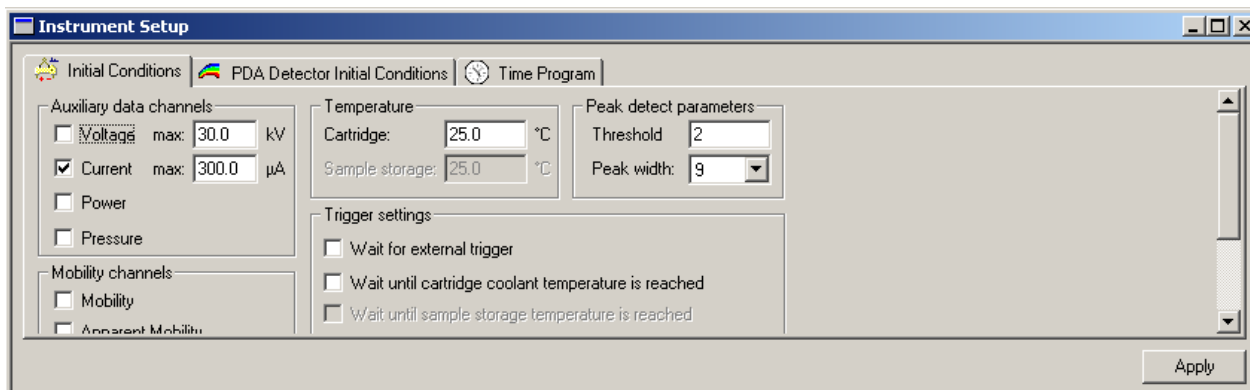 Instrument Setup
Initial Conditions
PDA Detector Initial Conditions
Time Program
Auxiliary data channels
Voltage max: 30.0 kV
Current max: 300.0 µA
Power
Pressure
Mobility channels
Mobility
Apparent Mobility
Temperature
Cartridge: 25.0 °C
Sample storage: 25.0 °C
Peak detect parameters
Threshold 2
Peak width: 9
Trigger settings
Wait for external trigger
Wait until cartridge coolant temperature is reached
Wait until sample storage temperature is reached
Apply